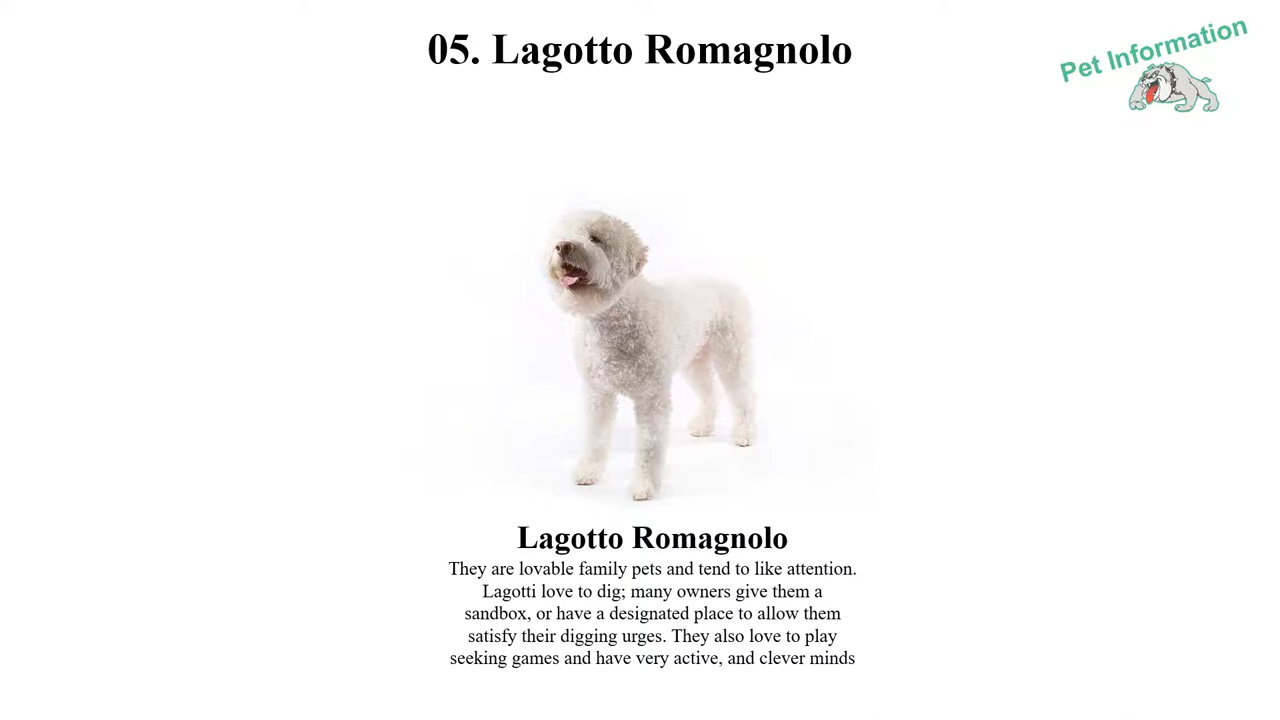 05. Lagotto Romagnolo
Pet Information
Lagotto Romagnolo
They are lovable family pets and tend to like attention.
Lagotti love to dig; many owners give them a
sandbox, or have a designated place to allow them
satisfy their digging urges. They also love to play
seeking games and have very active, and clever minds